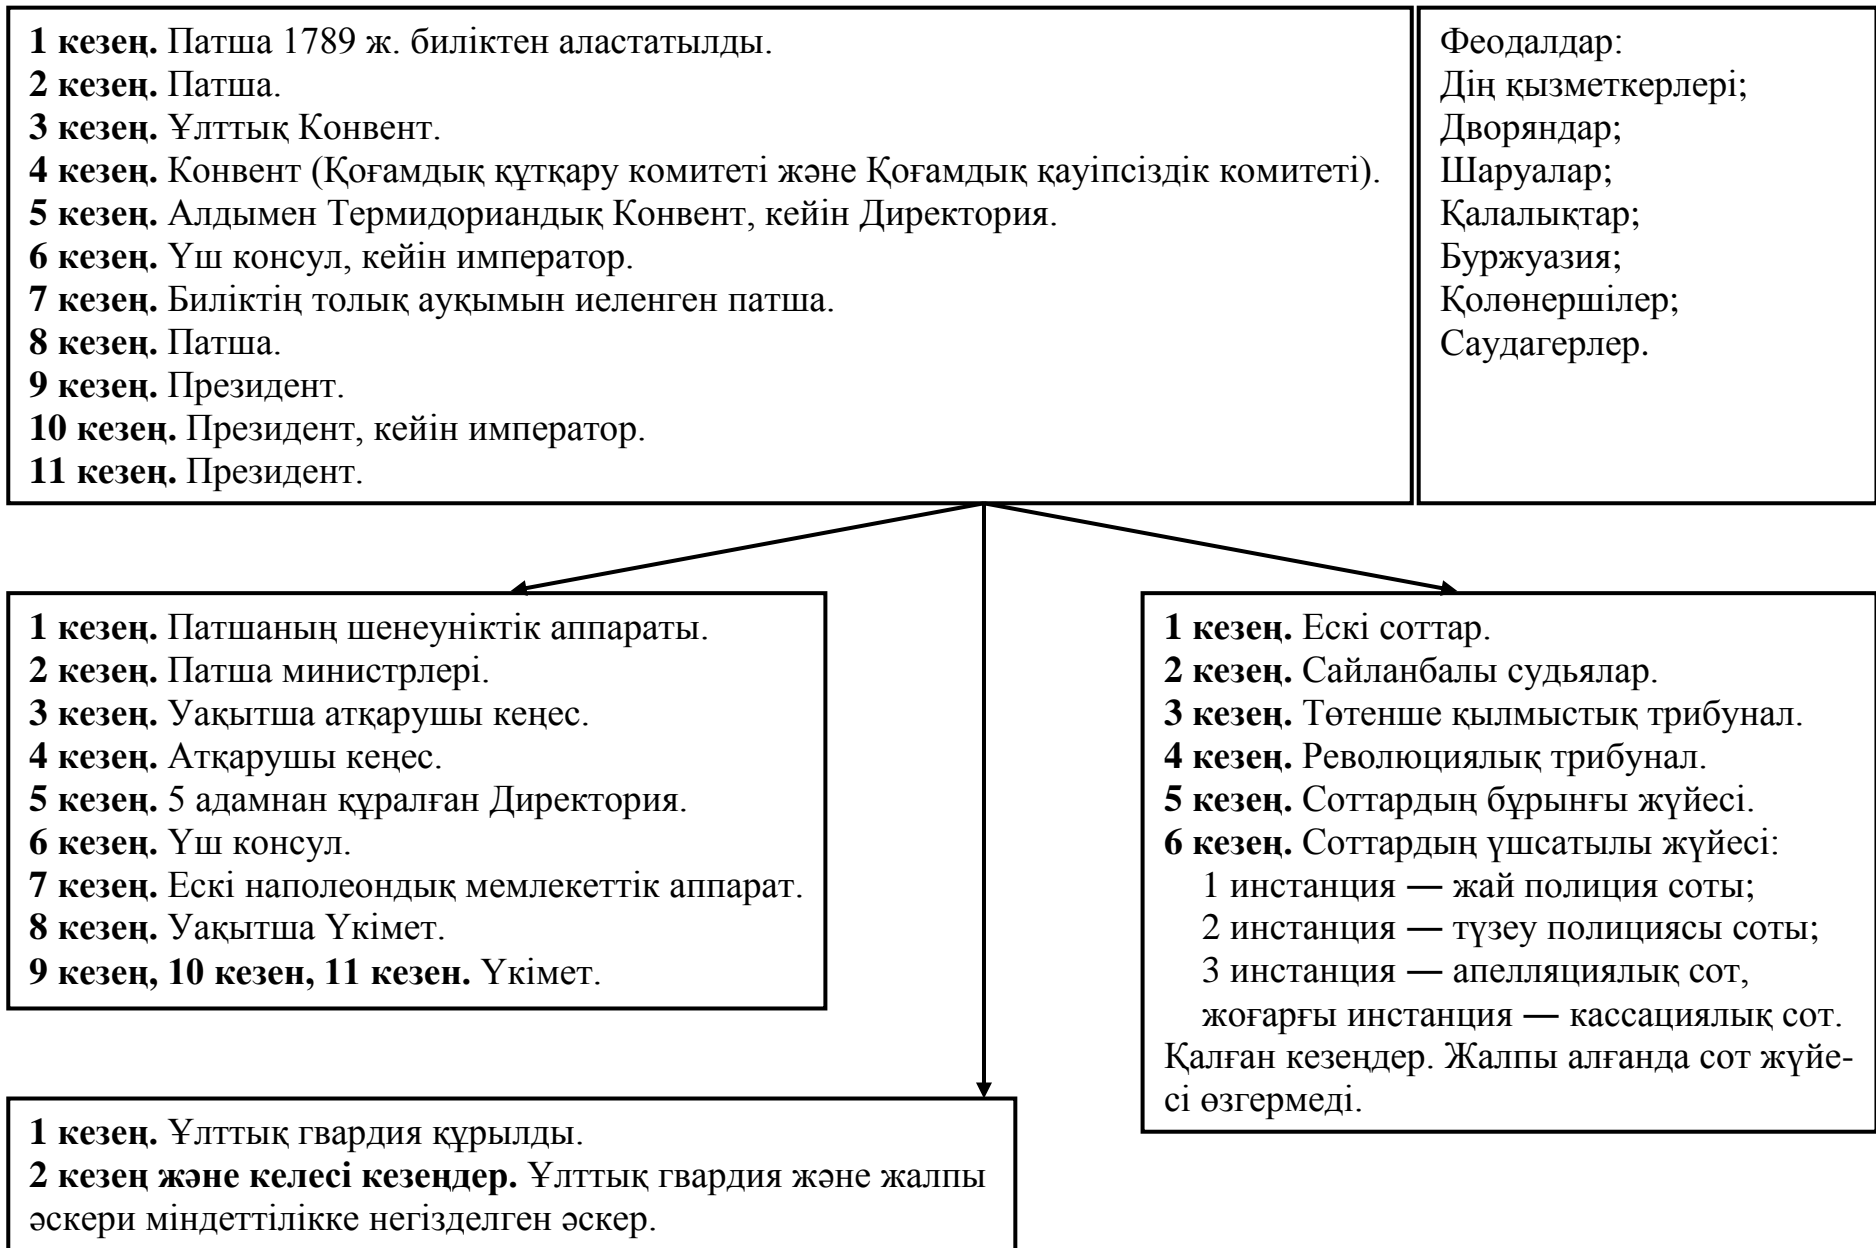 1 кезең. Патша 1789 ж. биліктен аластатылды.
2 кезең. Патша.
3 кезең. Ұлттық Конвент.
4 кезең. Конвент (Қоғамдық құтқару комитеті және Қоғамдық қауіпсіздік комитеті).
5 кезең. Алдымен Термидориандық Конвент, кейін Директория.
6 кезең. Үш консул, кейін император.
7 кезең. Биліктің толық ауқымын иеленген патша.
8 кезең. Патша.
9 кезең. Президент.
10 кезең. Президент, кейін император.
11 кезең. Президент.
Феодалдар:
Дін қызметкерлері;
Дворяндар;
Шаруалар;
Қалалықтар;
Буржуазия;
Қолөнершілер;
Саудагерлер.
1 кезең. Патшаның шенеуніктік аппараты.
2 кезең. Патша министрлері.
3 кезең. Уақытша атқарушы кеңес.
4 кезең. Атқарушы кеңес.
5 кезең. 5 адамнан құралған Директория.
6 кезең. Үш консул.
7 кезең. Ескі наполеондық мемлекеттік аппарат.
8 кезең. Уақытша Үкімет.
9 кезең, 10 кезен, 11 кезен. Үкімет.
1 кезең. Ескі соттар.
2 кезең. Сайланбалы судьялар.
3 кезең. Төтенше қылмыстық трибунал.
4 кезең. Революциялық трибунал.
5 кезең. Соттардың бұрынғы жүйесі.
6 кезең. Соттардың үшсатылы жүйесі:
1 инстанция — жай полиция соты;
2 инстанция — түзеу полициясы соты;
3 инстанция — апелляциялық сот,
жоғарғы инстанция — кассациялық сот.
Қалған кезеңдер. Жалпы алғанда сот жүйе-
сі өзгермеді.
1 кезең. Ұлттық гвардия құрылды.
2 кезең және келесі кезеңдер. Ұлттық гвардия және жалпы
әскери міндеттілікке негізделген әскер.